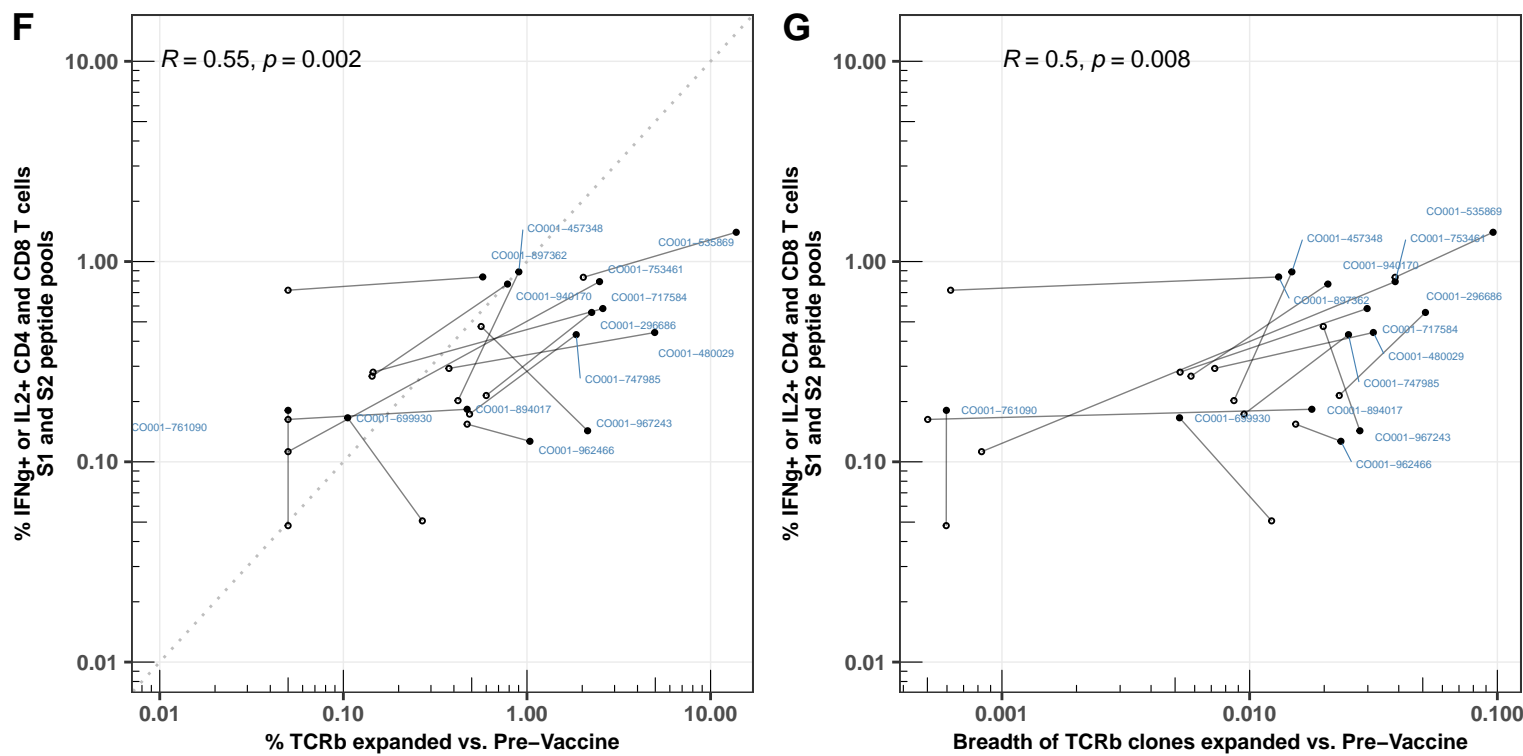 F
R = 0.55, p = 0.002
10.00
1.00
0.10
0.01
% IFNg+ or IL2+ CD4 and CD8 T cells
S1 and S2 peptide pools
CO001−457348
CO001−535869
CO001−897362
CO001−753461
CO001−940170
CO001−717584
CO001−296686
CO001−480029
CO001−747985
CO001−894017
CO001−699930
CO001−761090
CO001−967243
CO001−962466
0.01
0.10
1.00
10.00
% TCRb expanded vs. Pre−Vaccine
G
R = 0.5, p = 0.008
10.00
1.00
0.10
0.01
% IFNg+ or IL2+ CD4 and CD8 T cells
S1 and S2 peptide pools
CO001−535869
CO001−457348
CO001−753461
CO001−940170
CO001−897362
CO001−296686
CO001−717584
CO001−480029
CO001−747985
CO001−761090
CO001−894017
CO001−699930
CO001−967243
CO001−962466
0.001
0.010
0.100
Breadth of TCRb clones expanded vs. Pre−Vaccine